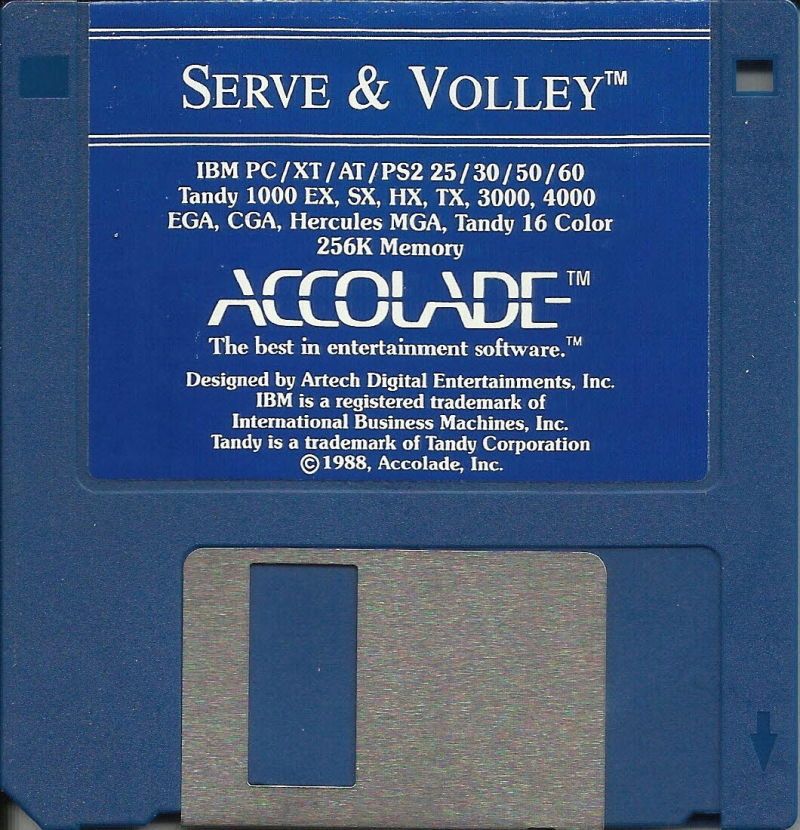 SERVE & VOLLEY™
IBM PC/XT/AT/PS2 25/30/50/60
Tandy 1000 EX, SX, HX, TX, 3000, 4000
EGA, CGA, Hercules MGA, Tandy 16 Color
256K Memory
ACCOLADE™
The best in entertainment software.™
Designed by Artech Digital Entertainments, Inc.
IBM is a registered trademark of
International Business Machines, Inc.
Tandy is a trademark of Tandy Corporation
©1988, Accolade, Inc.